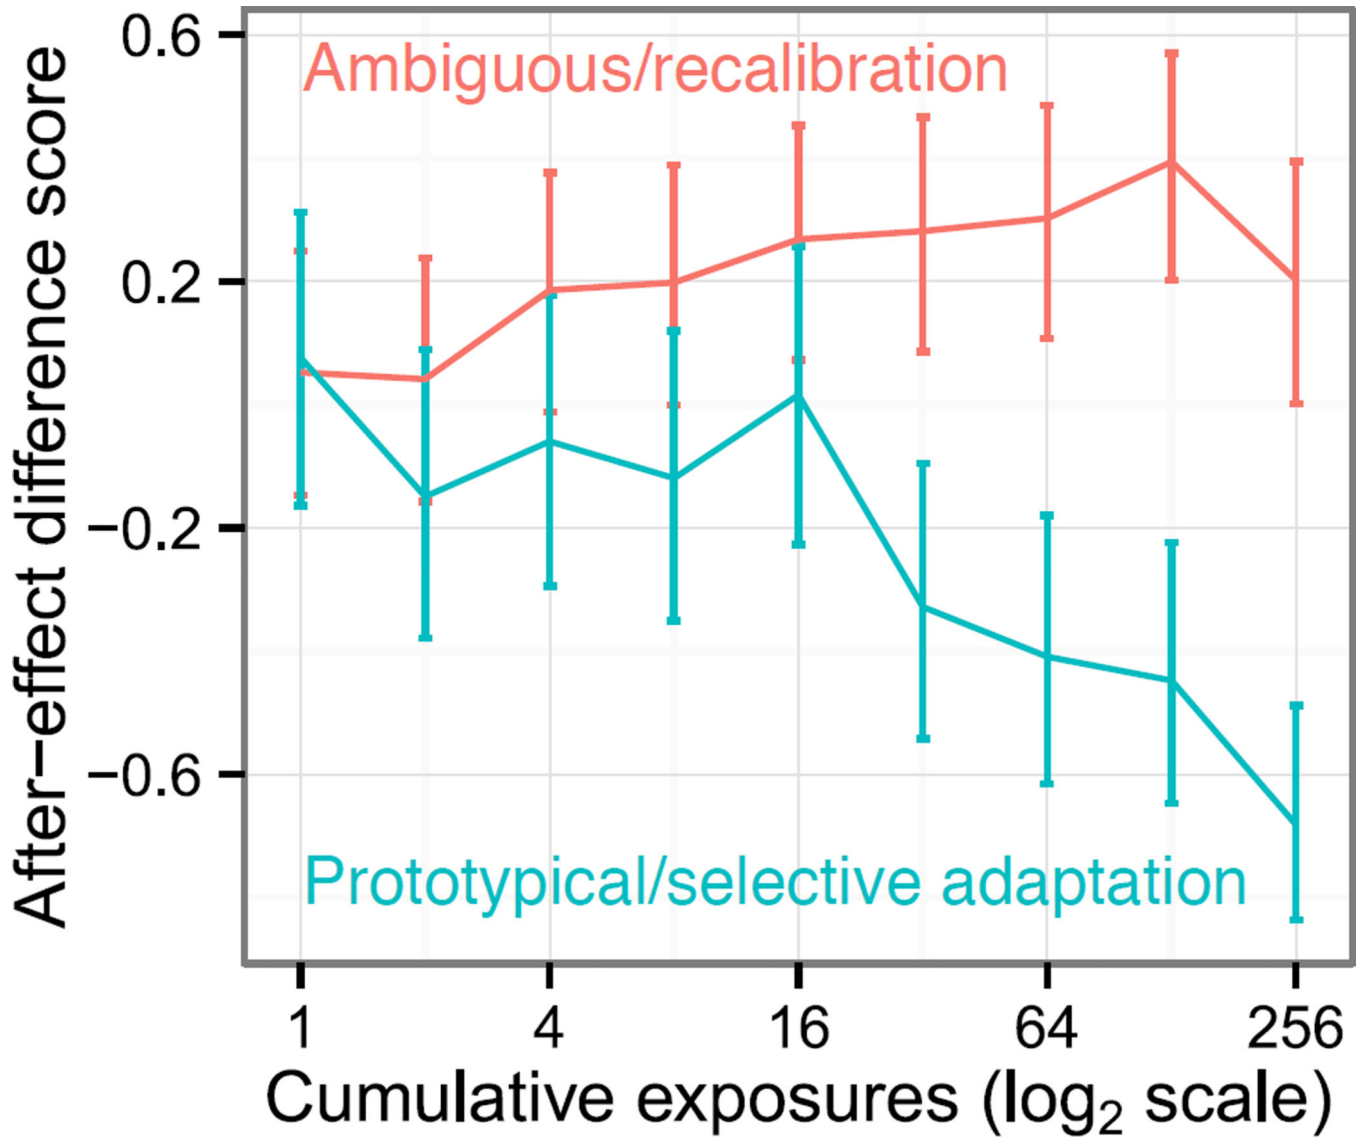 After−effect difference score
0.6
0.2
−0.2
−0.6
Ambiguous/recalibration
Prototypical/selective adaptation
1 4 16 64 256
Cumulative exposures (log₂ scale)